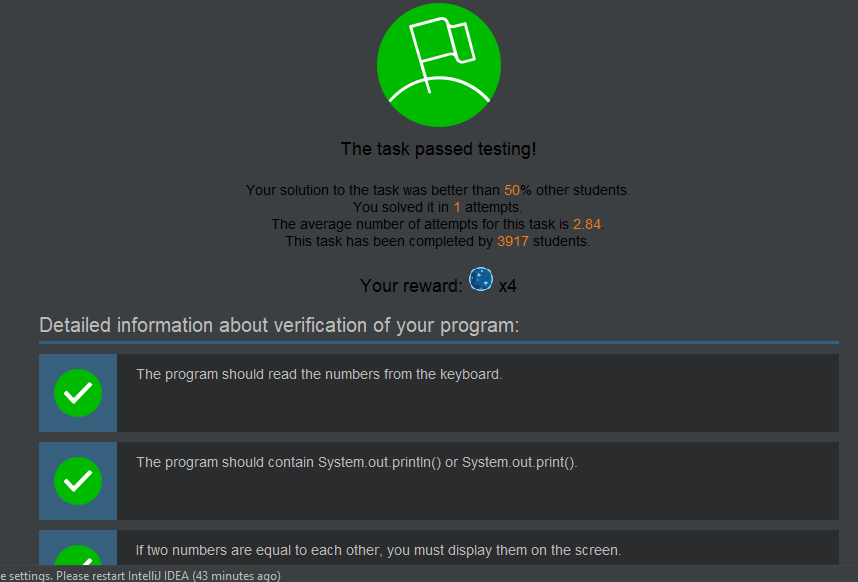 The task passed testing!
Your solution to the task was better than 50% other students.
You solved it in 1 attempts.
The average number of attempts for this task is 2.84.
This task has been completed by 3917 students.
Your reward: x4
Detailed information about verification of your program:
The program should read the numbers from the keyboard.
The program should contain System.out.println() or System.out.print().
If two numbers are equal to each other, you must display them on the screen.
e settings. Please restart IntelliJ IDEA (43 minutes ago)